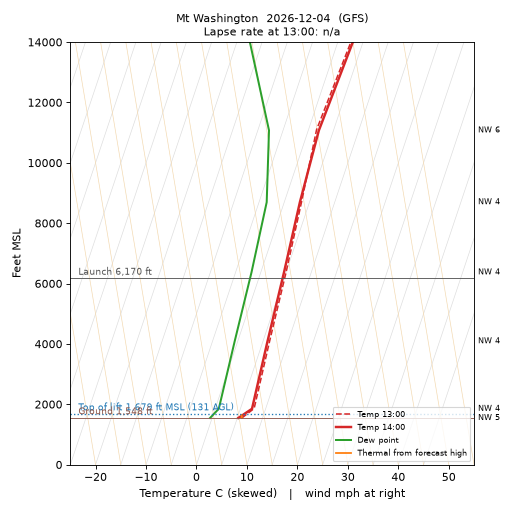 Mt Washington 2026-12-04 (GFS)
Lapse rate at 13:00: n/a
14000
12000
10000
8000
6000
4000
2000
0
Feet MSL
NW 6
NW 4
NW 4
NW 4
NW 4
NW 5
Launch 6,170 ft
Top of lift 1,679 ft MSL (131 AGL)
Ground 1,548 ft
Temp 13:00
Temp 14:00
Dew point
Thermal from forecast high
−20
−10
0
10
20
30
40
50
Temperature C (skewed) | wind mph at right